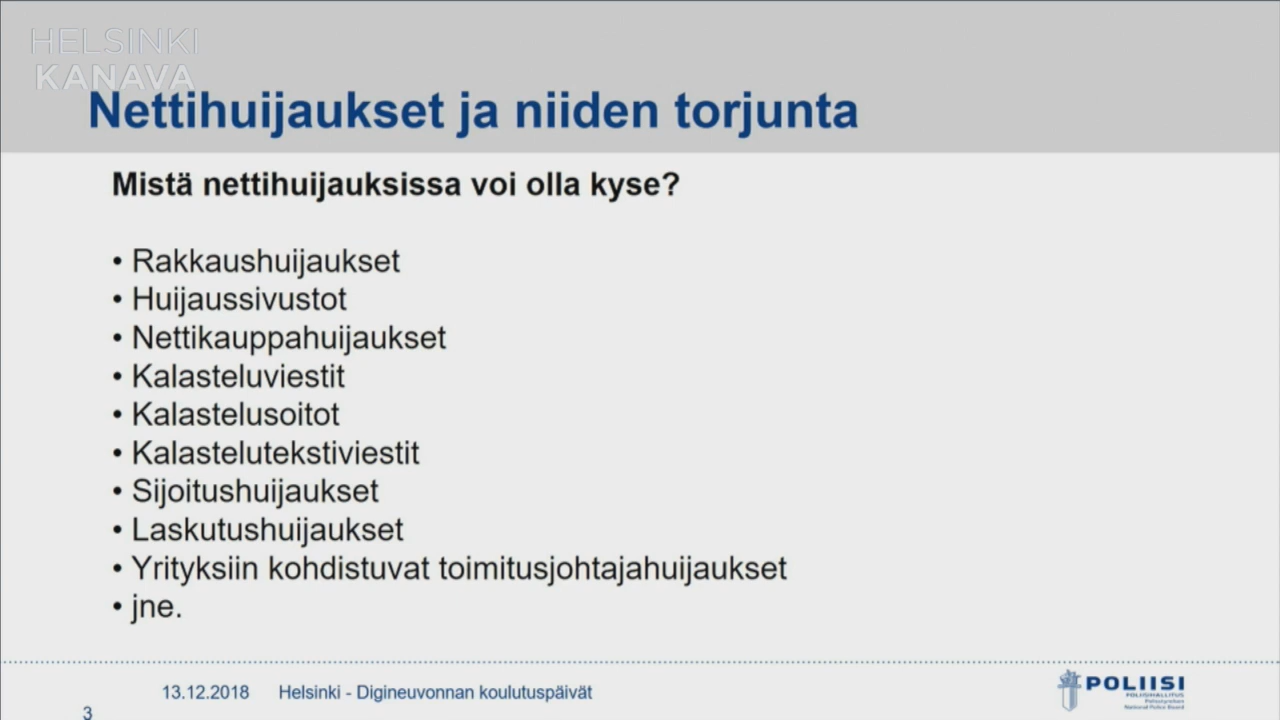 HELSINKI
KANAVA
Nettihuijaukset ja niiden torjunta
Mistä nettihuijauksissa voi olla kyse?
• Rakkaushuijaukset
• Huijaussivustot
• Nettikauppahuijaukset
• Kalasteluviestit
• Kalastelusoitot
• Kalastelutekstiviestit
• Sijoitushuijaukset
• Laskutushuijaukset
• Yrityksiin kohdistuvat toimitusjohtajahuijaukset
• jne.
13.12.2018 Helsinki - Digineuvonnan koulutuspäivät
3
POLIISI
POLIISIHALLITUS
Polisstyrelsen
National Police Board